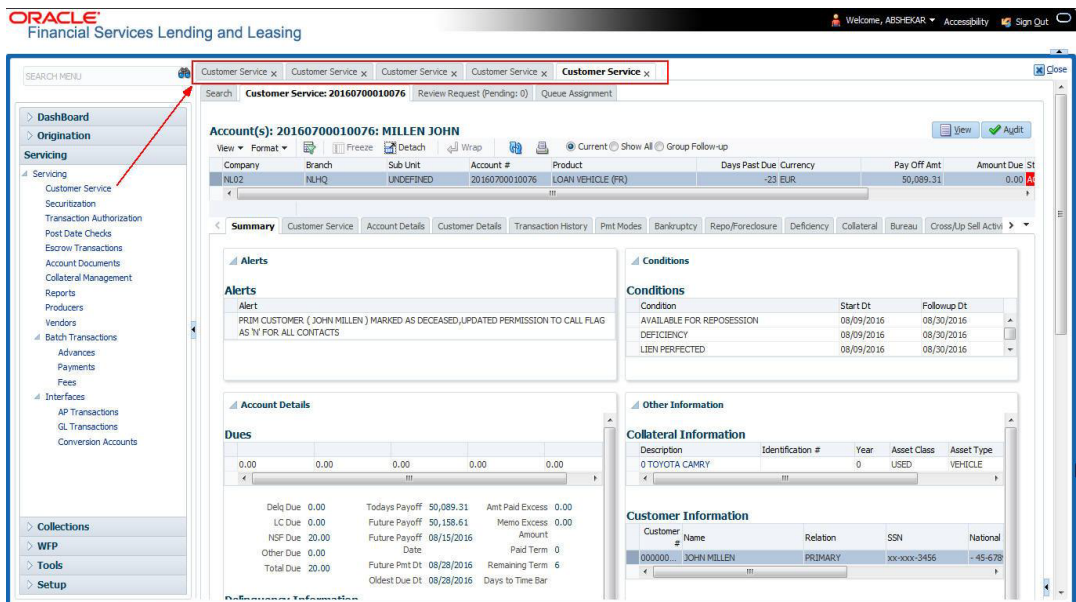 ORACLE
Financial Services Lending and Leasing
Welcome, ABSHEKAR Accessibility Sign Out
SEARCH MENU
Customer Service x Customer Service x Customer Service x Customer Service x Customer Service x
Close
Search Customer Service: 20160700010076 Review Request (Pending: 0) Queue Assignment
DashBoard
Origination
Servicing
Servicing
Customer Service
Securitization
Transaction Authorization
Post Date Checks
Escrow Transactions
Account Documents
Collateral Management
Reports
Producers
Vendors
Batch Transactions
Advances
Payments
Fees
Interfaces
AP Transactions
GL Transactions
Conversion Accounts
Collections
WFP
Tools
Setup
Account(s): 20160700010076: MILLEN JOHN
View Audit
View Format Freeze Detach Wrap Current Show All Group Follow-up
Company Branch Sub Unit Account # Product Days Past Due Currency Pay Off Amt Amount Due St
NL02 NLHQ UNDEFINED 20160700010076 LOAN VEHICLE (FR) -23 EUR 50,089.31 0.00
Summary Customer Service Account Details Customer Details Transaction History Pmt Modes Bankruptcy Repo/Foreclosure Deficiency Collateral Bureau Cross/Up Sell Activi
Alerts
Alerts
Alert
PRIM CUSTOMER ( JOHN MILLEN ) MARKED AS DECEASED,UPDATED PERMISSION TO CALL FLAG
AS 'N' FOR ALL CONTACTS
Conditions
Conditions
Condition Start Dt Followup Dt
AVAILABLE FOR REPOSESSION 08/09/2016 08/30/2016
DEFICIENCY 08/09/2016 08/30/2016
LIEN PERFECTED 08/09/2016 08/30/2016
Account Details
Dues
0.00 0.00 0.00 0.00 0.00
Delq Due 0.00 Todays Payoff 50,089.31 Amt Paid Excess 0.00
LC Due 0.00 Future Payoff 50,158.61 Memo Excess 0.00
Amount
NSF Due 20.00 Future Payoff 08/15/2016
Date
Other Due 0.00 Paid Term 0
Total Due 20.00 Future Pmt Dt 08/28/2016 Remaining Term 6
Oldest Due Dt 08/28/2016 Days to Time Bar
Delinquency Information
Other Information
Collateral Information
Description Identification # Year Asset Class Asset Type
0 TOYOTA CAMRY 0 USED VEHICLE
Customer Information
Customer # Name Relation SSN National
000000... JOHN MILLEN PRIMARY xx-xxx-3456 - 45-678